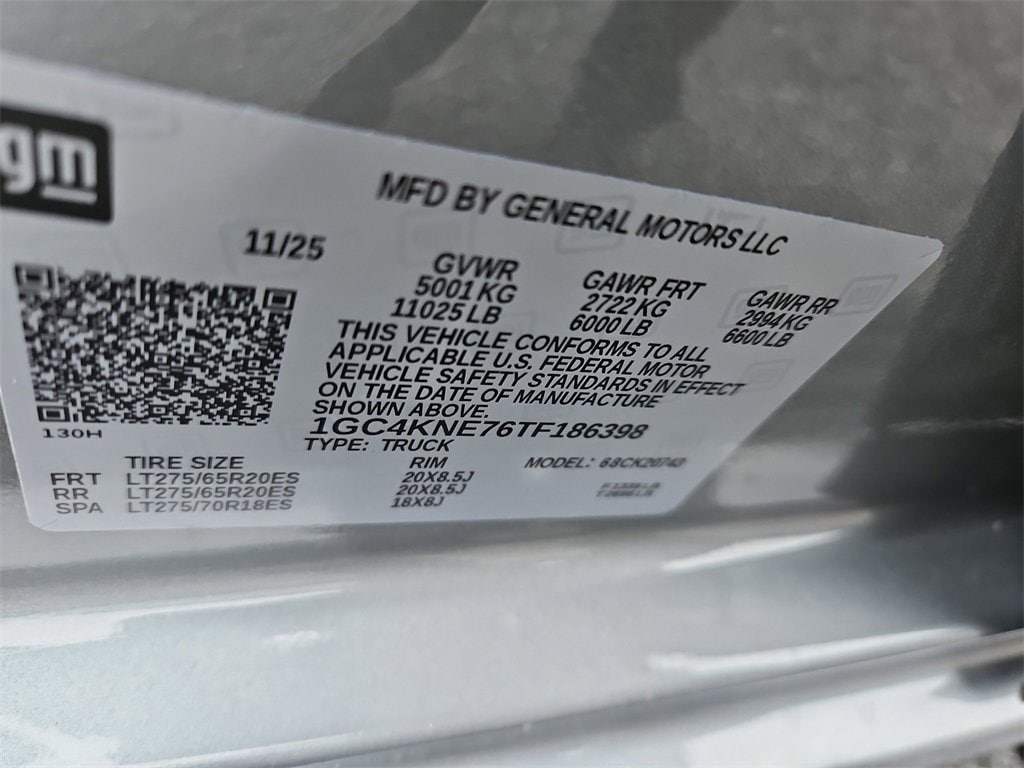 gm
MFD BY GENERAL MOTORS LLC
11/25
GVWR
5001 KG
11025 LB
GAWR FRT
2722 KG
6000 LB
GAWR RR
2994 KG
6600 LB
THIS VEHICLE CONFORMS TO ALL
APPLICABLE U.S. FEDERAL MOTOR
VEHICLE SAFETY STANDARDS IN EFFECT
ON THE DATE OF MANUFACTURE
SHOWN ABOVE.
1GC4KNE76TF186398
TYPE: TRUCK
130H
TIRE SIZE
RIM
MODEL:
FRT LT275/65R20ES 20X8.5J
RR LT275/65R20ES 20X8.5J
SPA LT275/70R18ES 18X8J